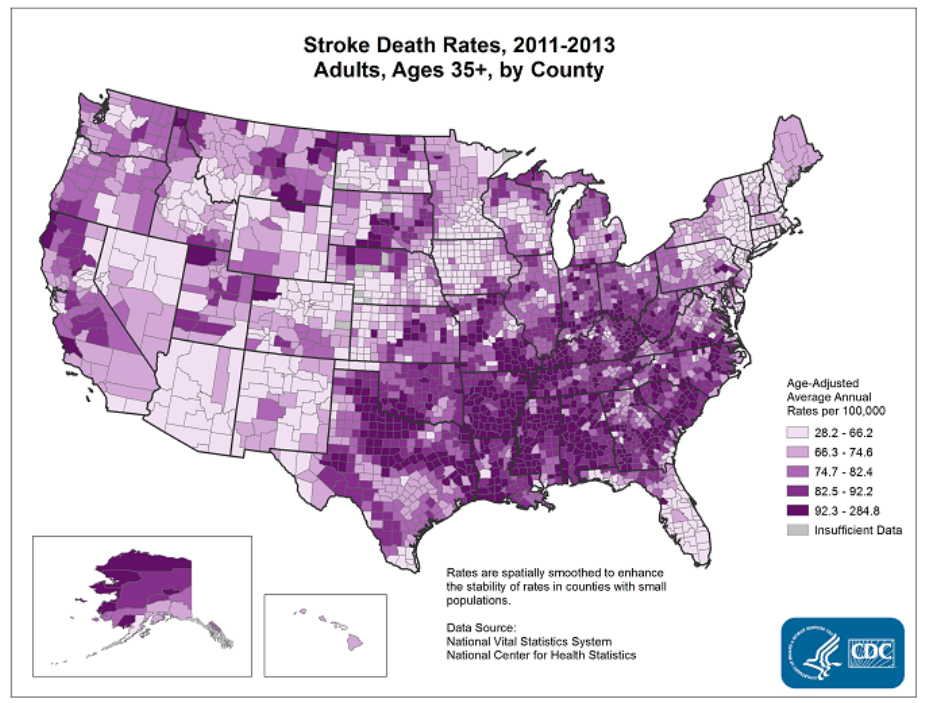 Stroke Death Rates, 2011-2013
Adults, Ages 35+, by County
Age-Adjusted
Average Annual
Rates per 100,000
28.2 - 66.2
66.3 - 74.6
74.7 - 82.4
82.5 - 92.2
92.3 - 284.8
Insufficient Data
Rates are spatially smoothed to enhance
the stability of rates in counties with small
populations.
Data Source:
National Vital Statistics System
National Center for Health Statistics
CDC